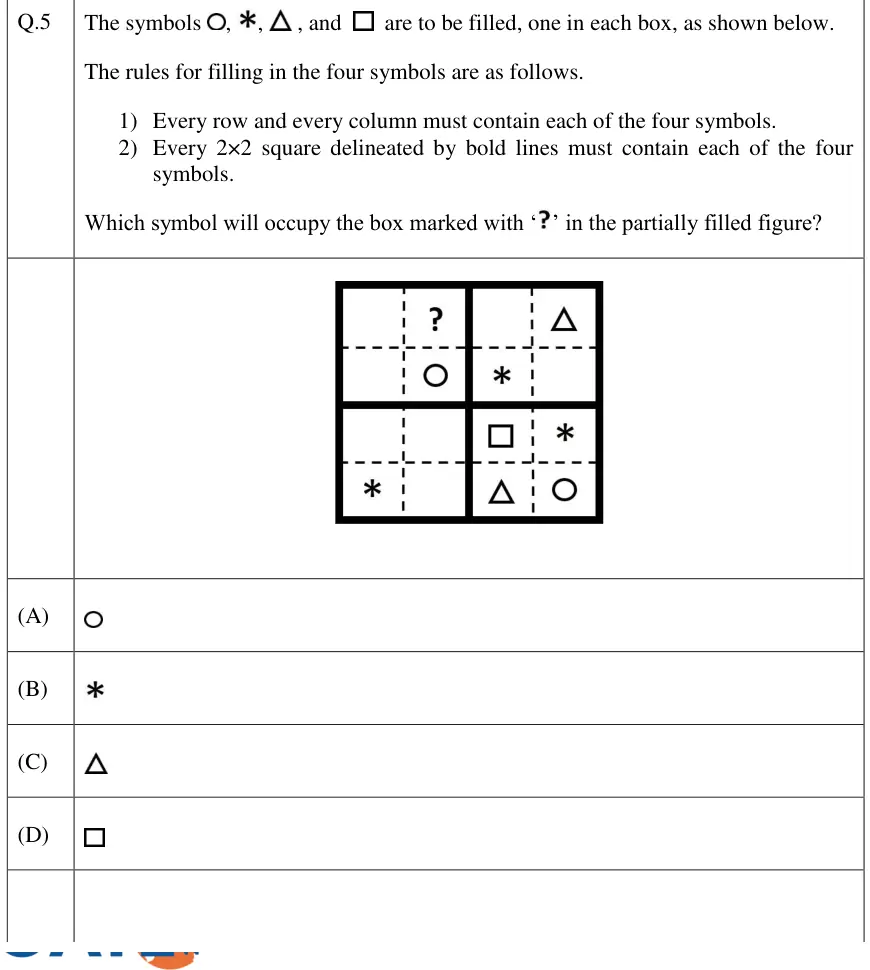 Q.5
The symbols ○, *, △, and □ are to be filled, one in each box, as shown below.
The rules for filling in the four symbols are as follows.
1) Every row and every column must contain each of the four symbols.
2) Every 2×2 square delineated by bold lines must contain each of the four
symbols.
Which symbol will occupy the box marked with ‘?’ in the partially filled figure?
? △
○ *
□ *
* △ ○
(A) ○
(B) *
(C) △
(D) □